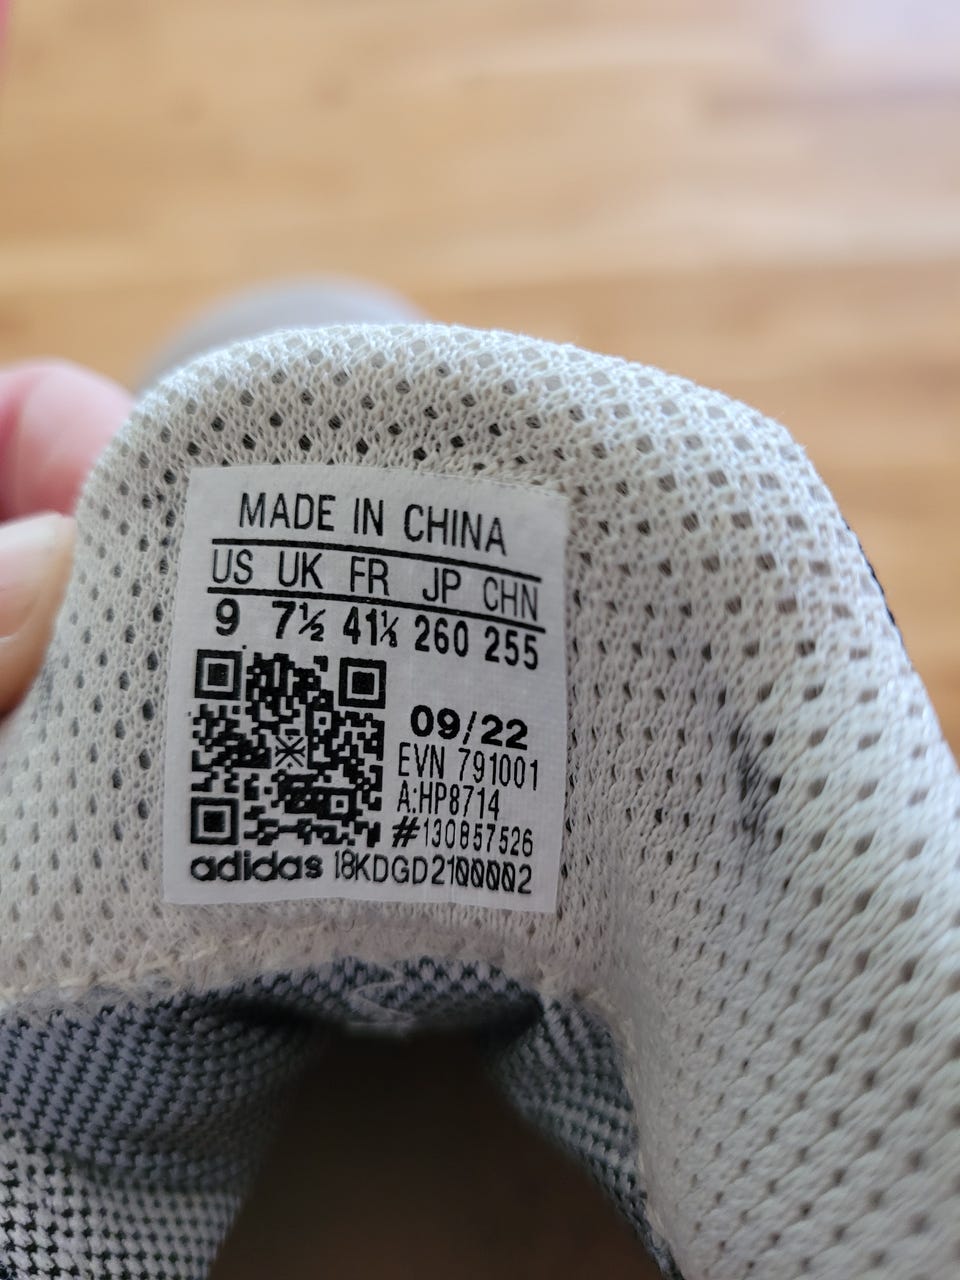 MADE IN CHINA
US UK FR JP CHN
9 7½ 41⅓ 260 255
09/22
EVN 791001
A:HP8714
#130857526
adidas 18KDGD2100002